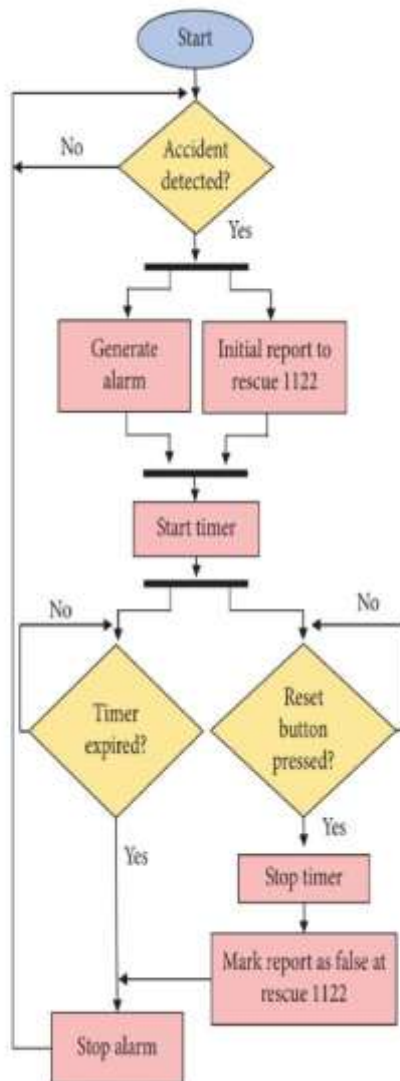 Start
No
Accident
detected?
Yes
Generate
alarm
Initial report to
rescue 1122
Start timer
No
No
Timer
expired?
Reset
button
pressed?
Yes
Yes
Stop timer
Mark report as false at
rescue 1122
Stop alarm